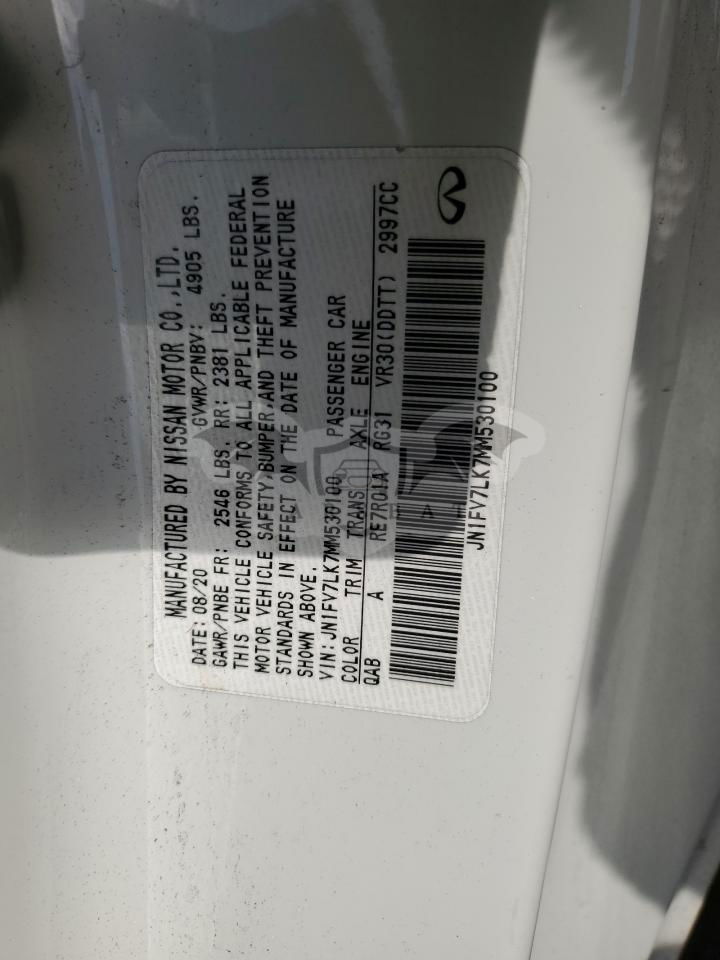 MANUFACTURED BY NISSAN MOTOR CO.,LTD.
DATE: 08/20 GVWR/PNBV: 4905 LBS.
GAWR/PNBE FR: 2546 LBS. RR: 2381 LBS.
THIS VEHICLE CONFORMS TO ALL APPLICABLE FEDERAL
MOTOR VEHICLE SAFETY,BUMPER,AND THEFT PREVENTION
STANDARDS IN EFFECT ON THE DATE OF MANUFACTURE
SHOWN ABOVE.
VIN: JN1FV7LK7MM530100 PASSENGER CAR
COLOR TRIM TRANS AXLE ENGINE
QAB A RE7R01A RG31 VR30(DDTT) 2997CC
JN1FV7LK7MM530100